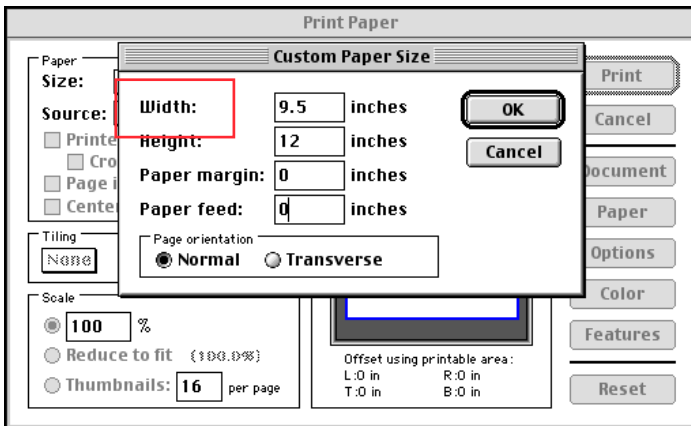 Print Paper
Custom Paper Size
Paper
Size:
Source:
Printe
Cro
Page i
Center
Width: 9.5 inches
Height: 12 inches
Paper margin: 0 inches
Paper feed: 0 inches
Page orientation
Normal Transverse
OK
Cancel
Print
Cancel
Document
Paper
Options
Color
Features
Reset
Tiling
None
Scale
100 %
Reduce to fit (100.0%)
Thumbnails: 16 per page
Offset using printable area:
L:0 in R:0 in
T:0 in B:0 in